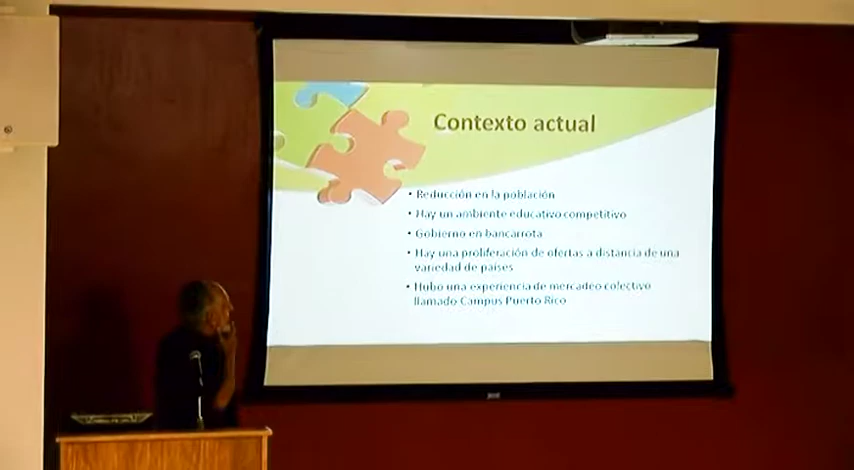 Contexto actual
• Reducción en la población
• Hay un ambiente educativo competitivo
• Gobierno en bancarrota
• Hay una proliferación de ofertas a distancia de una
variedad de países
• Hubo una experiencia de mercadeo colectivo
llamado Campus Puerto Rico